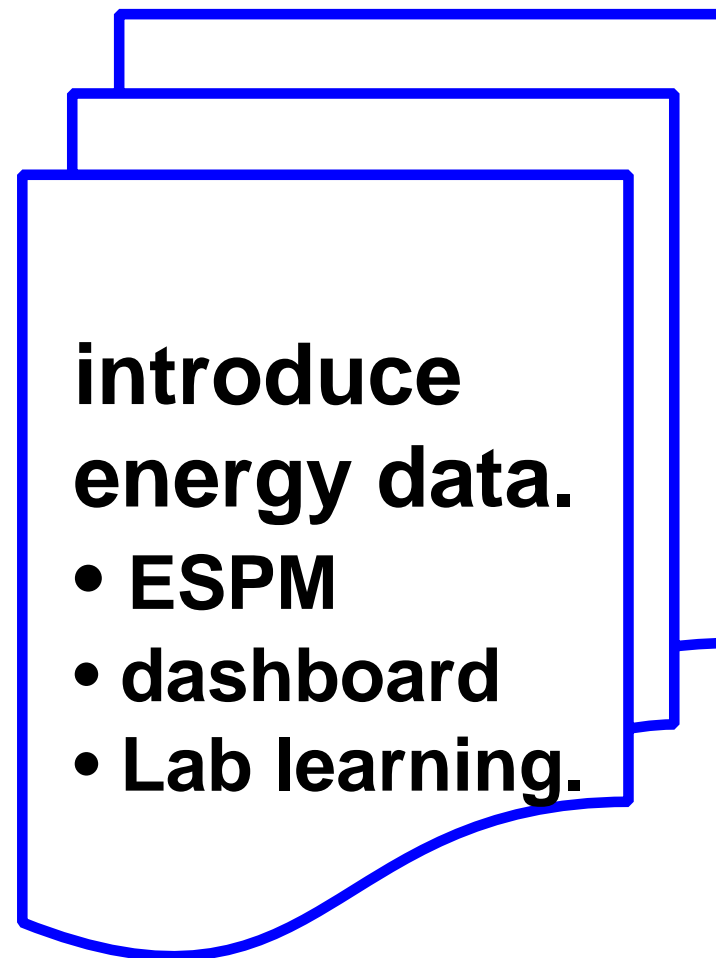 introduce
energy data.
• ESPM
• dashboard
• Lab learning.